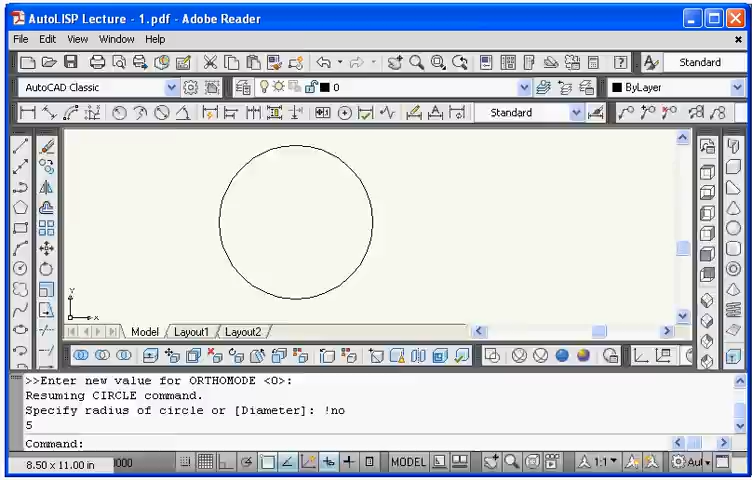 AutoLISP Lecture - 1.pdf - Adobe Reader
File Edit View Window Help
Standard
AutoCAD Classic 0 ByLayer
Standard
Y
X
Model Layout1 Layout2
>>Enter new value for ORTHOMODE <0>:
Resuming CIRCLE command.
Specify radius of circle or [Diameter]: !no
5
Command:
8.50 x 11.00 in 0000 MODEL 1:1 Aut